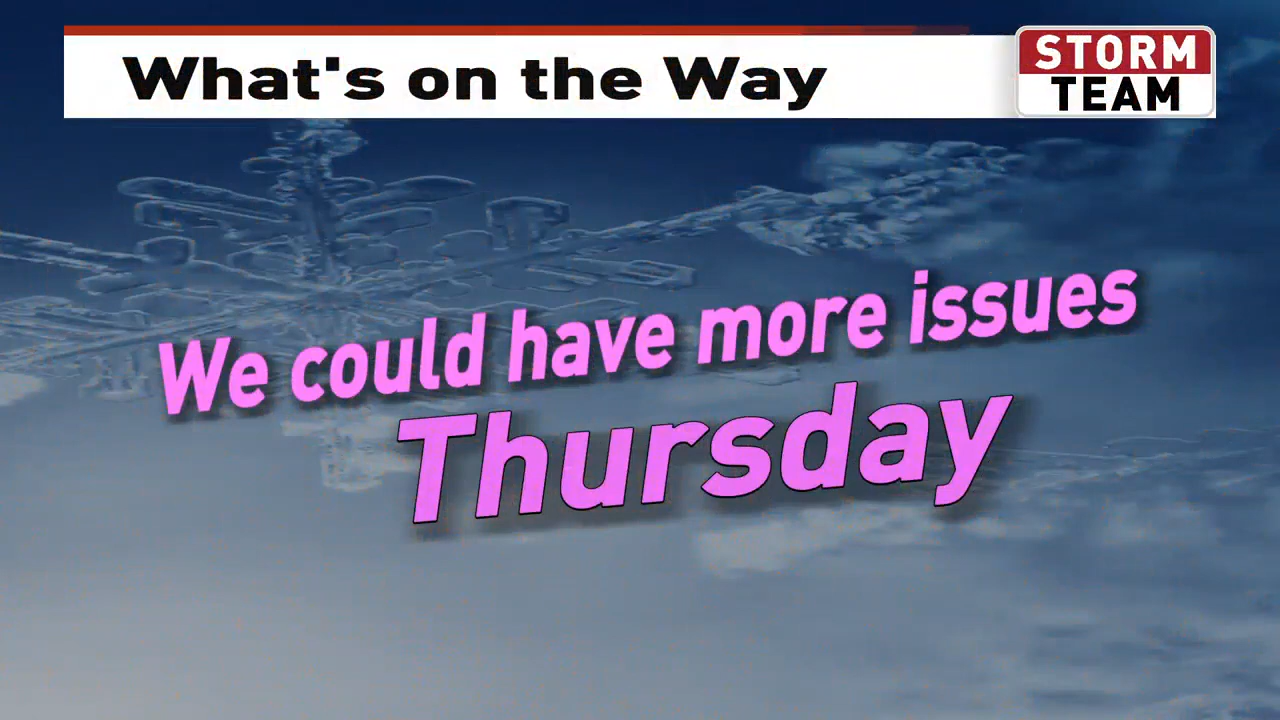 What's on the Way
STORM
TEAM
We could have more issues
Thursday